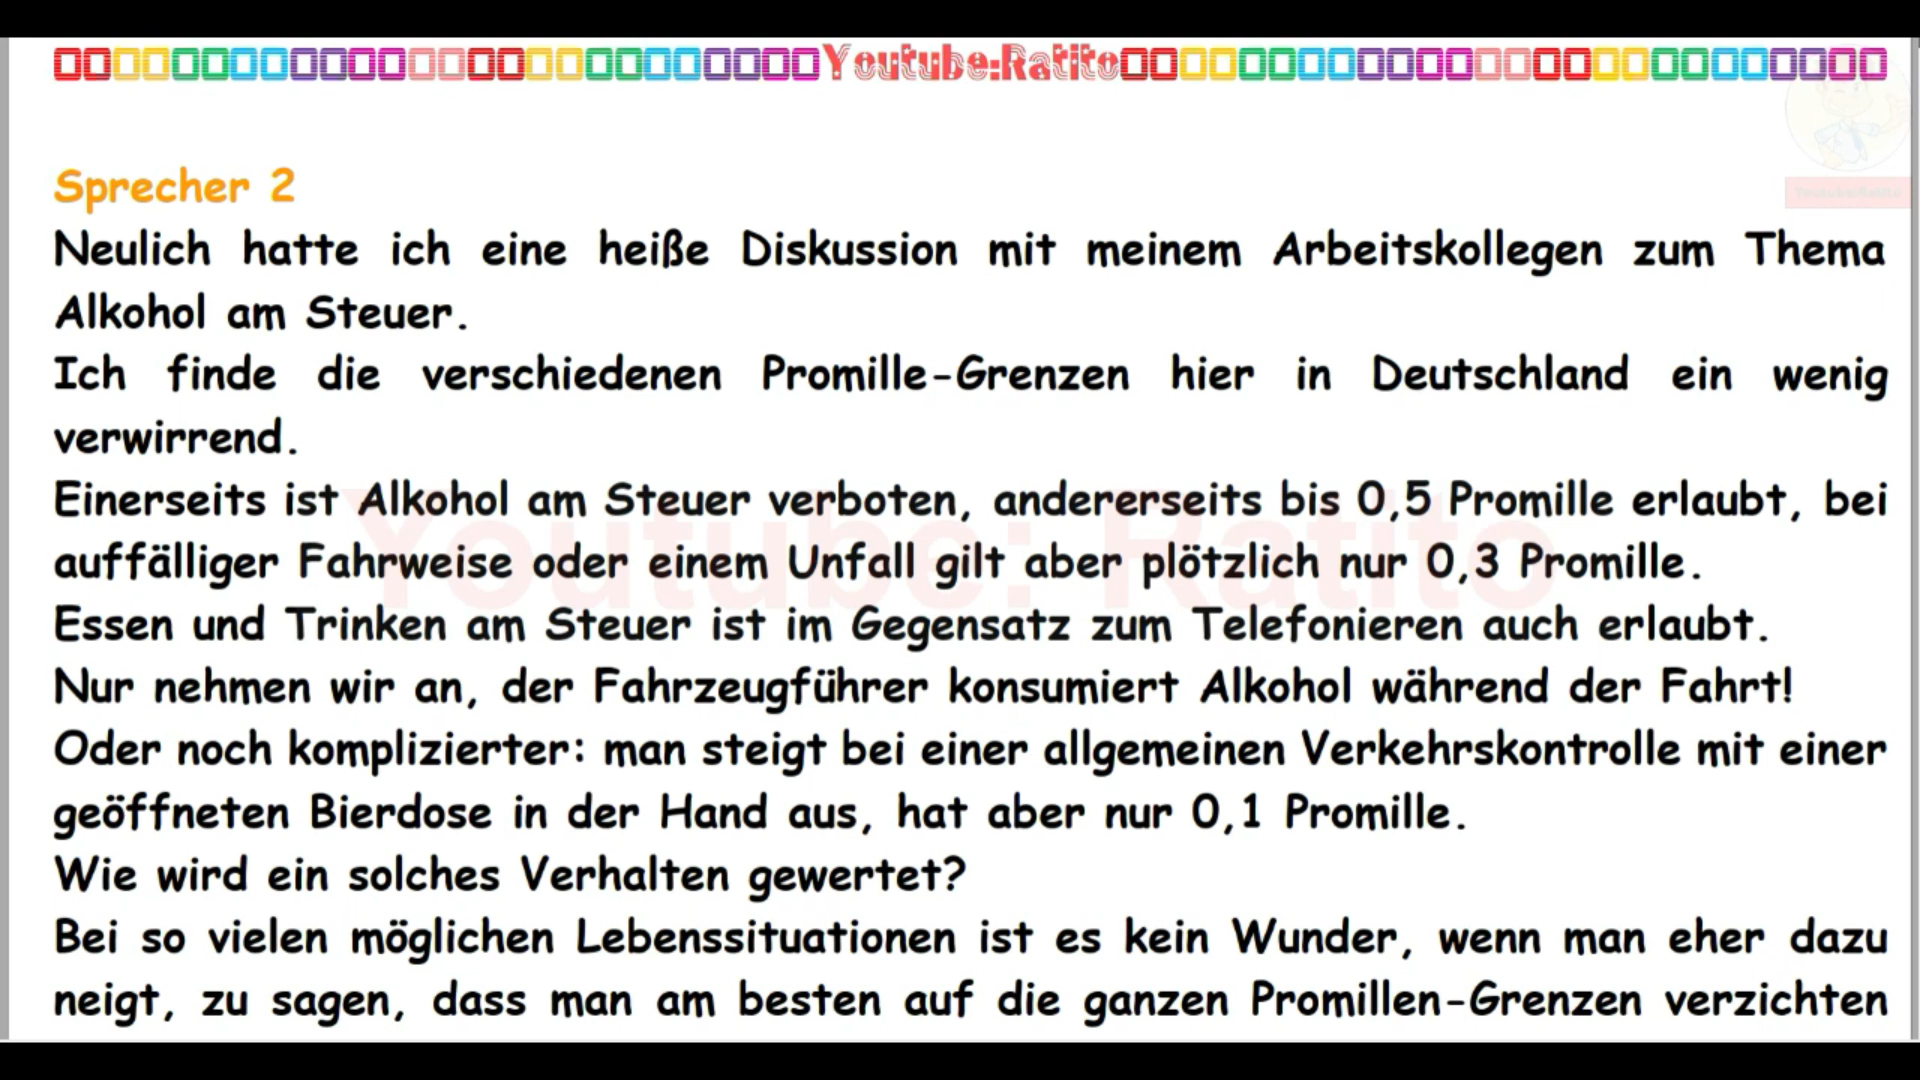 Youtube:Ratito
Sprecher 2
Neulich hatte ich eine heiße Diskussion mit meinem Arbeitskollegen zum Thema
Alkohol am Steuer.
Ich finde die verschiedenen Promille-Grenzen hier in Deutschland ein wenig
verwirrend.
Einerseits ist Alkohol am Steuer verboten, andererseits bis 0,5 Promille erlaubt, bei
auffälliger Fahrweise oder einem Unfall gilt aber plötzlich nur 0,3 Promille.
Youtube: Ratito
Essen und Trinken am Steuer ist im Gegensatz zum Telefonieren auch erlaubt.
Nur nehmen wir an, der Fahrzeugführer konsumiert Alkohol während der Fahrt!
Oder noch komplizierter: man steigt bei einer allgemeinen Verkehrskontrolle mit einer
geöffneten Bierdose in der Hand aus, hat aber nur 0,1 Promille.
Wie wird ein solches Verhalten gewertet?
Bei so vielen möglichen Lebenssituationen ist es kein Wunder, wenn man eher dazu
neigt, zu sagen, dass man am besten auf die ganzen Promillen-Grenzen verzichten